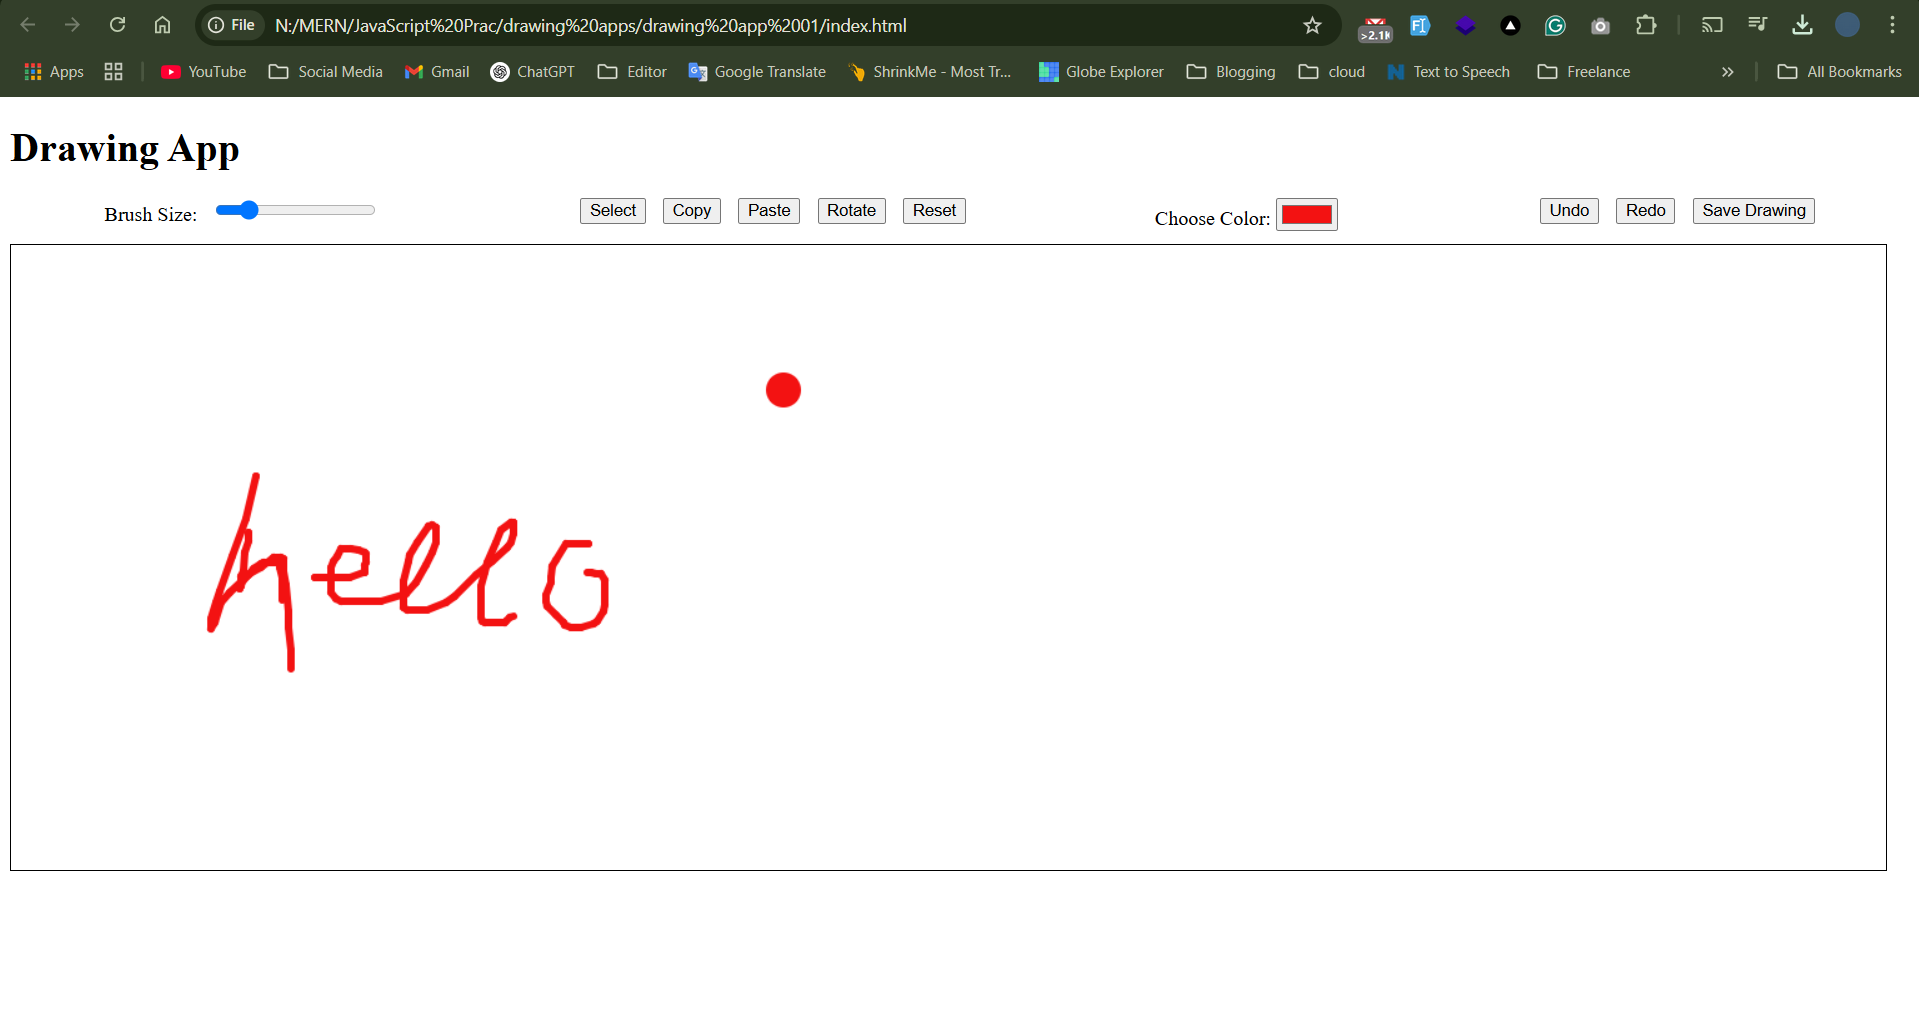 File N:/MERN/JavaScript%20Prac/drawing%20apps/drawing%20app%2001/index.html >2.1K
Apps YouTube Social Media Gmail ChatGPT Editor Google Translate ShrinkMe - Most Tr... Globe Explorer Blogging cloud Text to Speech Freelance » All Bookmarks
Drawing App
Brush Size: Select Copy Paste Rotate Reset Choose Color: Undo Redo Save Drawing
hello